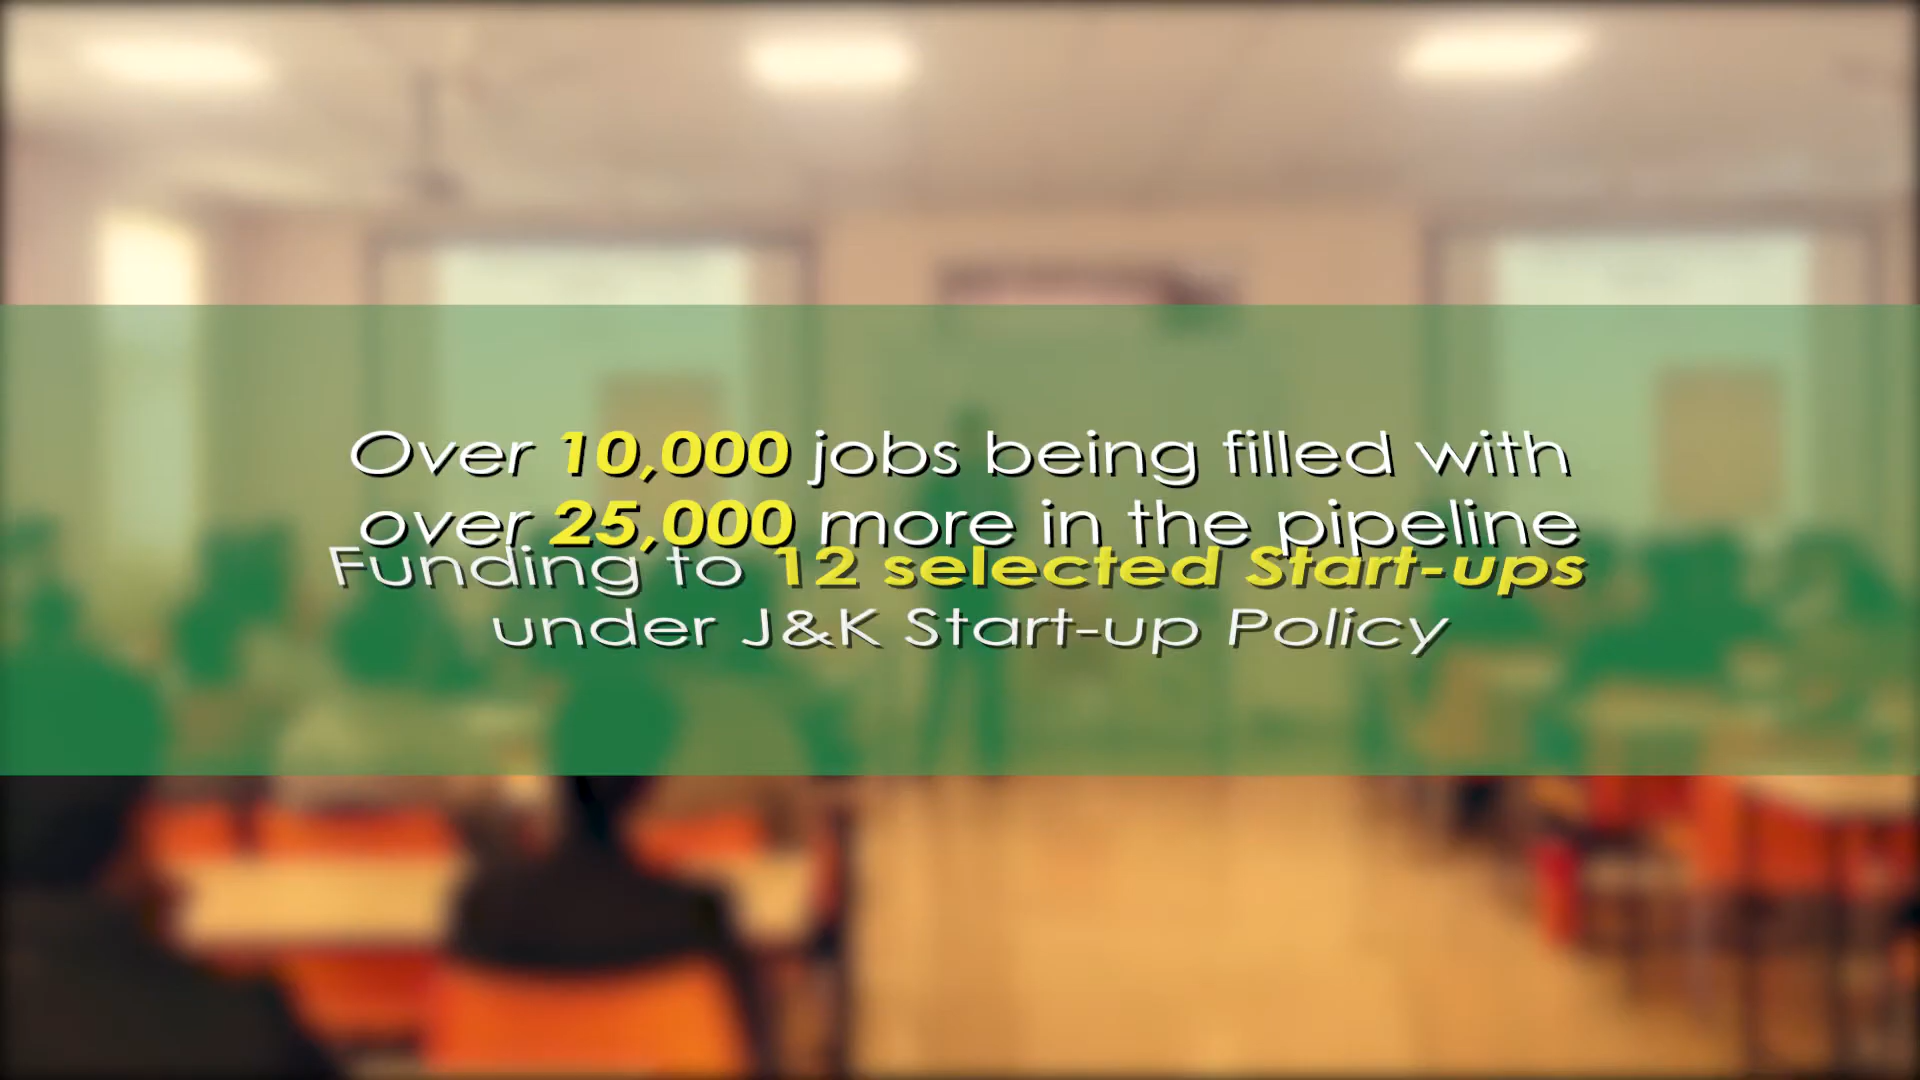 Over 10,000 jobs being filled with
over 25,000 more in the pipeline
Funding to 12 selected Start-ups
under J&K Start-up Policy